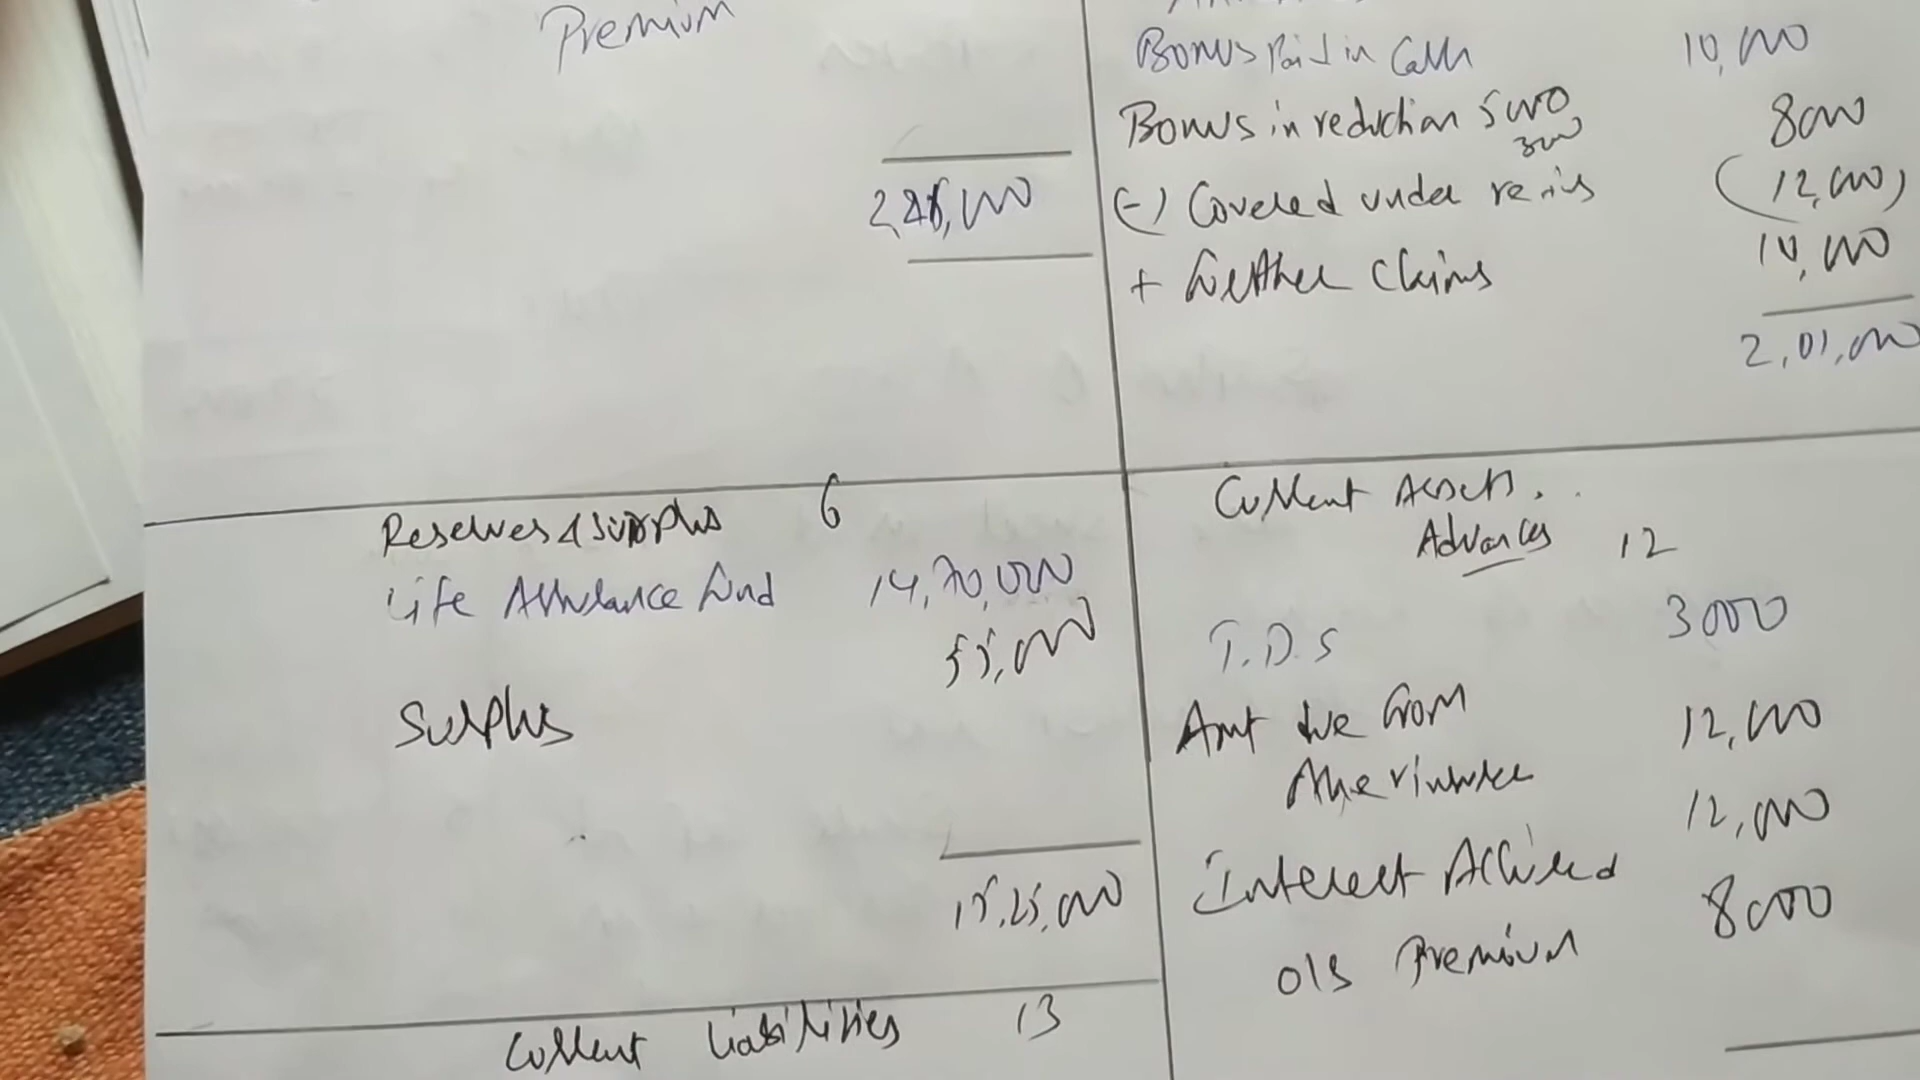 Premium
2,26,000
Bonus Paid in Cash 10,000
Bonus in reduction 5000 8000
3000
(-) Covered under re-ins (12,000)
+ Further Claims 10,000
2,01,000
Reserves & Surplus 6
Life Assurance Fund 14,70,000
55,000
Surplus
15,25,000
Current Liabilities 13
Current Assets.
Advances 12
T.D.S 3000
Amt due from 12,000
12,000
Interest Accrued
8000
O/S Premium